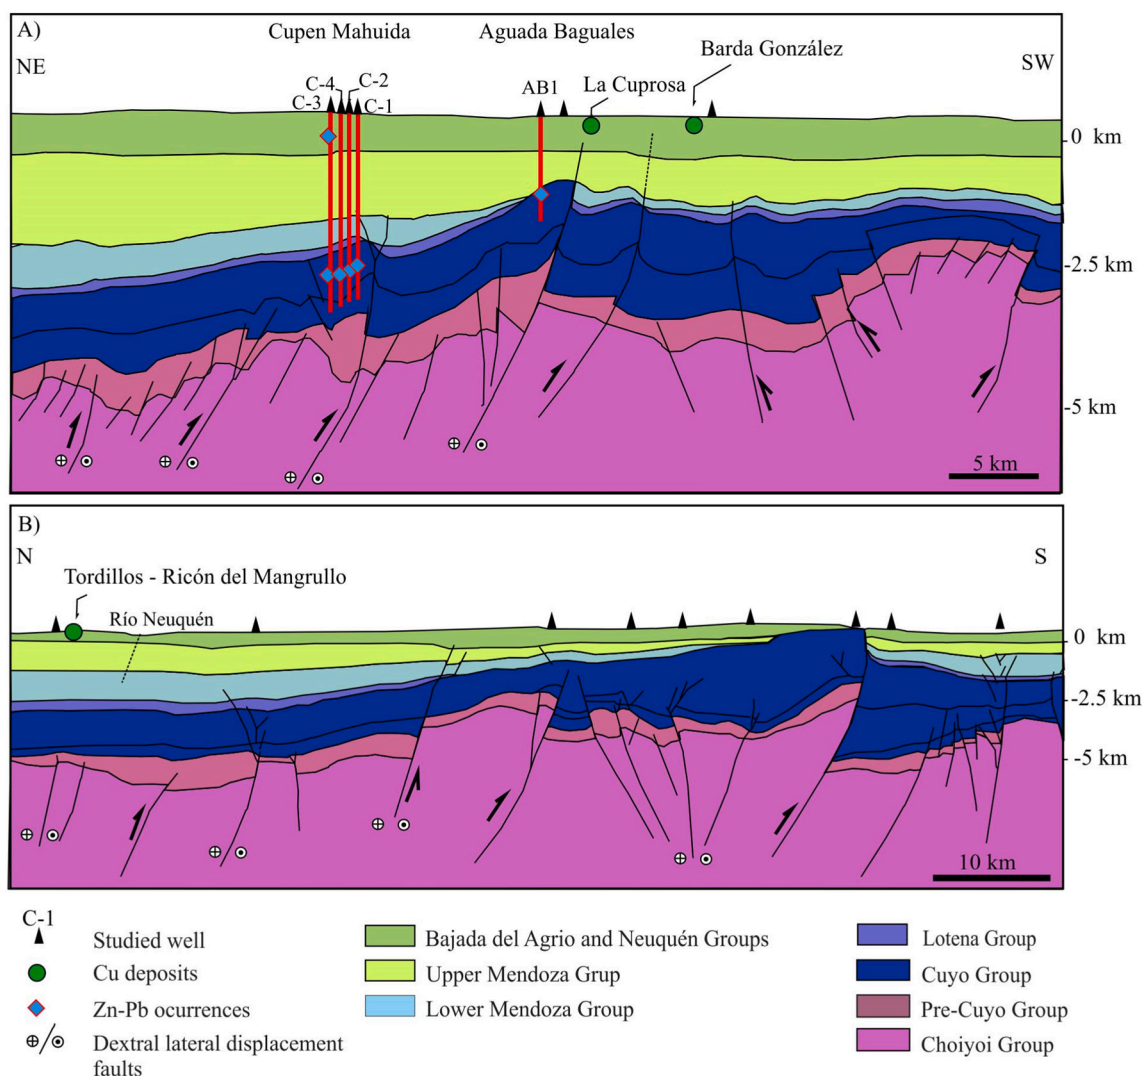 A)
Cupen Mahuida
Aguada Baguales
Barda González
NE
SW
C-4
C-2
C-3
C-1
AB1
La Cuprosa
0 km
-2.5 km
-5 km
5 km
B)
N
S
Tordillos - Ricón del Mangrullo
Río Neuquén
0 km
-2.5 km
-5 km
10 km
C-1
Studied well
Cu deposits
Zn-Pb ocurrences
Dextral lateral displacement
faults
Bajada del Agrio and Neuquén Groups
Upper Mendoza Grup
Lower Mendoza Group
Lotena Group
Cuyo Group
Pre-Cuyo Group
Choiyoi Group